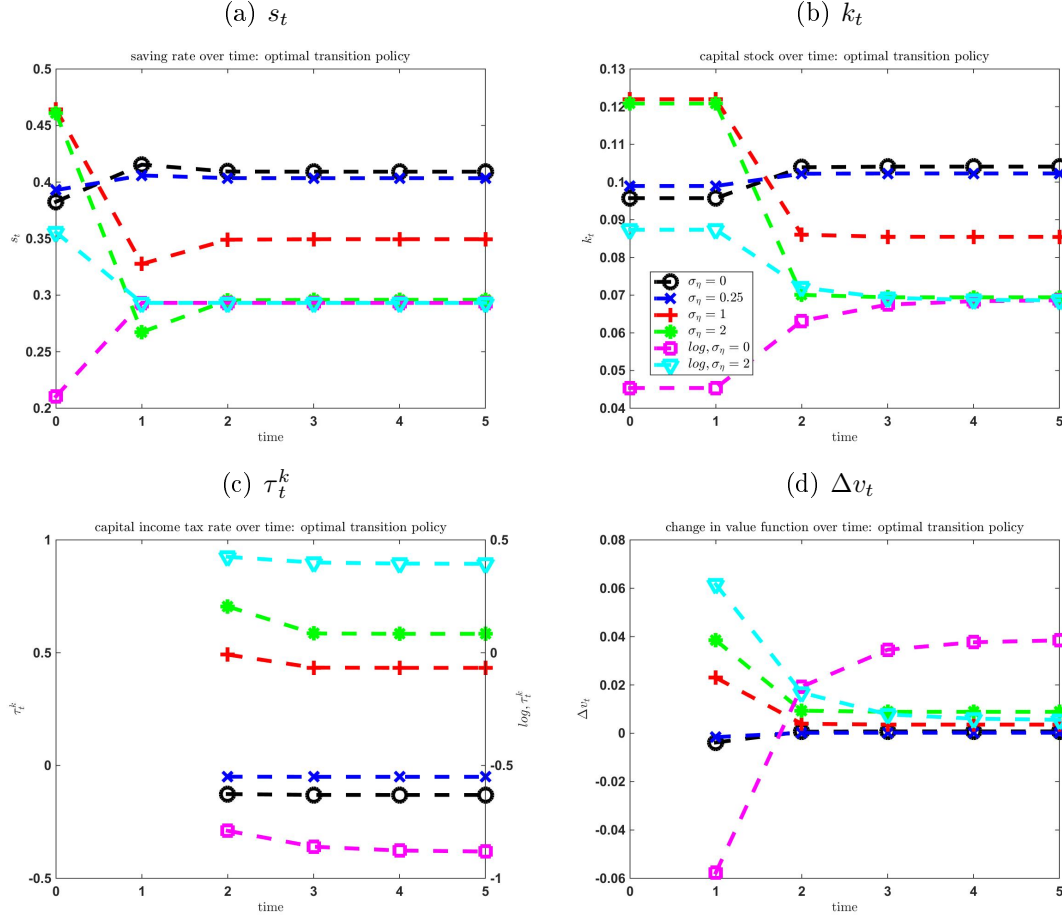 (a) s_t
saving rate over time: optimal transition policy
0.5
0.45
0.4
0.35
0.3
0.25
0.2
s_t
0 1 2 3 4 5
time
(b) k_t
capital stock over time: optimal transition policy
0.13
0.12
0.11
0.1
0.09
0.08
0.07
0.06
0.05
0.04
k_t
σ_η = 0
σ_η = 0.25
σ_η = 1
σ_η = 2
log, σ_η = 0
log, σ_η = 2
0 1 2 3 4 5
time
(c) τ_t^k
capital income tax rate over time: optimal transition policy
1
0.5
0
-0.5
τ_t^k
0.5
0
-0.5
-1
log, τ_t^k
0 1 2 3 4 5
time
(d) Δv_t
change in value function over time: optimal transition policy
0.08
0.06
0.04
0.02
0
-0.02
-0.04
-0.06
Δv_t
0 1 2 3 4 5
time